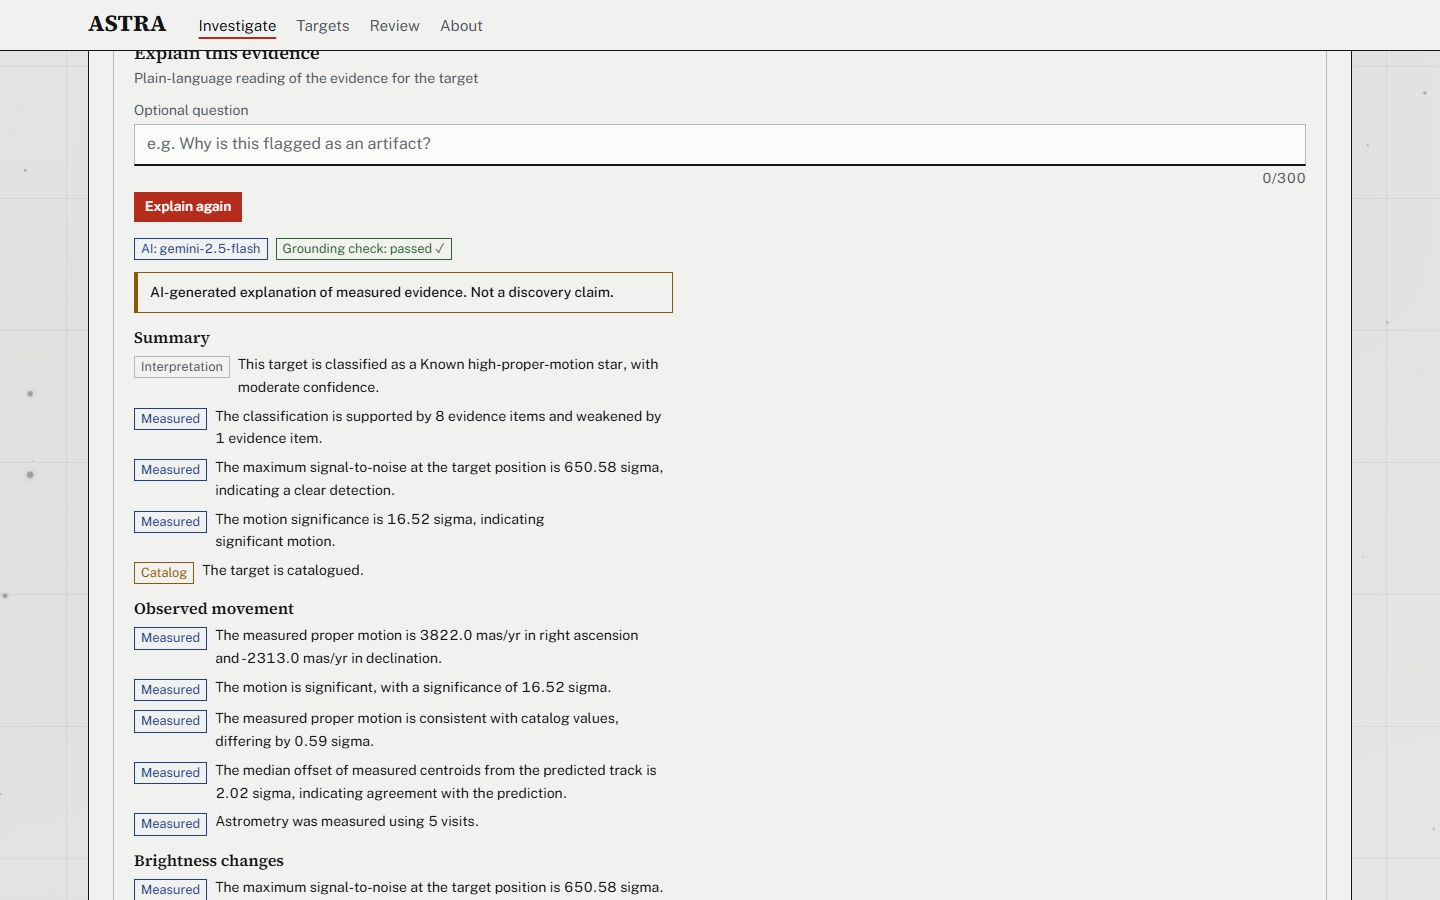 ASTRA Investigate Targets Review About
Explain this evidence
Plain-language reading of the evidence for the target
Optional question
e.g. Why is this flagged as an artifact?
0/300
Explain again
AI: gemini-2.5-flash Grounding check: passed ✓
AI-generated explanation of measured evidence. Not a discovery claim.
Summary
Interpretation This target is classified as a Known high-proper-motion star, with
moderate confidence.
Measured The classification is supported by 8 evidence items and weakened by
1 evidence item.
Measured The maximum signal-to-noise at the target position is 650.58 sigma,
indicating a clear detection.
Measured The motion significance is 16.52 sigma, indicating
significant motion.
Catalog The target is catalogued.
Observed movement
Measured The measured proper motion is 3822.0 mas/yr in right ascension
and -2313.0 mas/yr in declination.
Measured The motion is significant, with a significance of 16.52 sigma.
Measured The measured proper motion is consistent with catalog values,
differing by 0.59 sigma.
Measured The median offset of measured centroids from the predicted track is
2.02 sigma, indicating agreement with the prediction.
Measured Astrometry was measured using 5 visits.
Brightness changes
Measured The maximum signal-to-noise at the target position is 650.58 sigma.